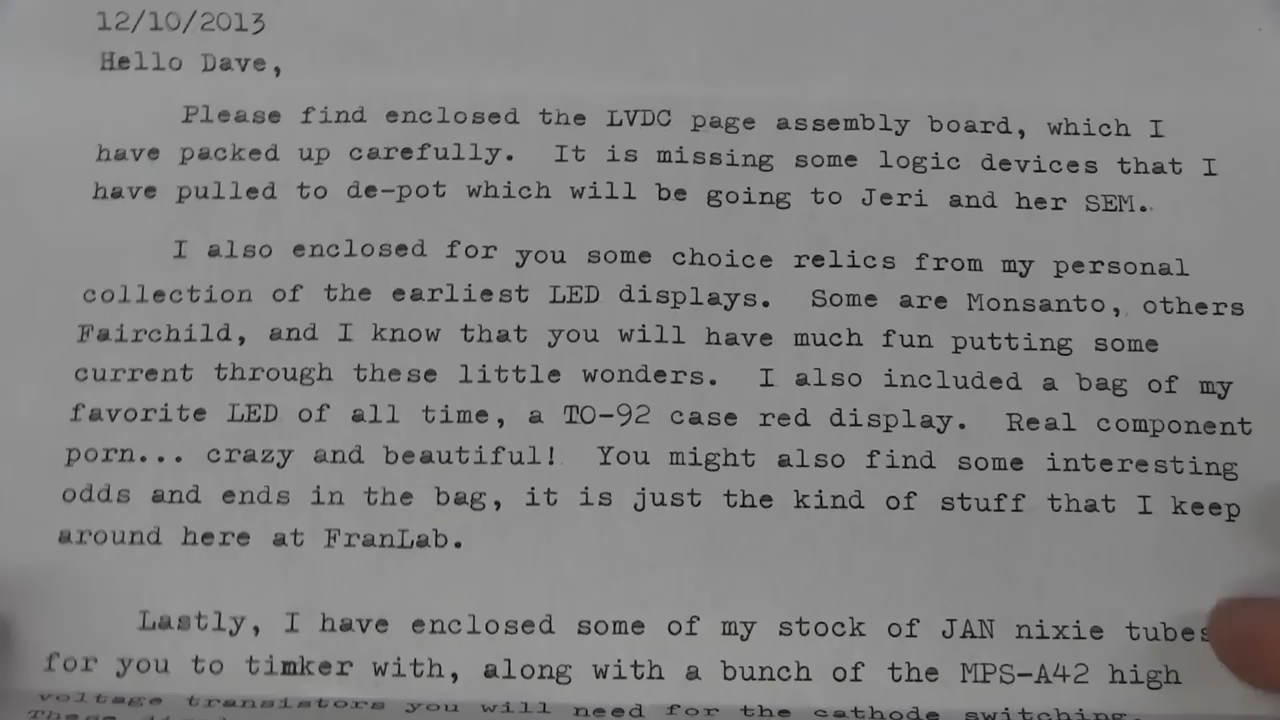 12/10/2013
Hello Dave,
Please find enclosed the LVDC page assembly board, which I
have packed up carefully. It is missing some logic devices that I
have pulled to de-pot which will be going to Jeri and her SEM.
I also enclosed for you some choice relics from my personal
collection of the earliest LED displays. Some are Monsanto, others
Fairchild, and I know that you will have much fun putting some
current through these little wonders. I also included a bag of my
favorite LED of all time, a TO-92 case red display. Real component
porn... crazy and beautiful! You might also find some interesting
odds and ends in the bag, it is just the kind of stuff that I keep
around here at FranLab.
Lastly, I have enclosed some of my stock of JAN nixie tubes
for you to timker with, along with a bunch of the MPS-A42 high
voltage transistors you will need for the cathode switching.